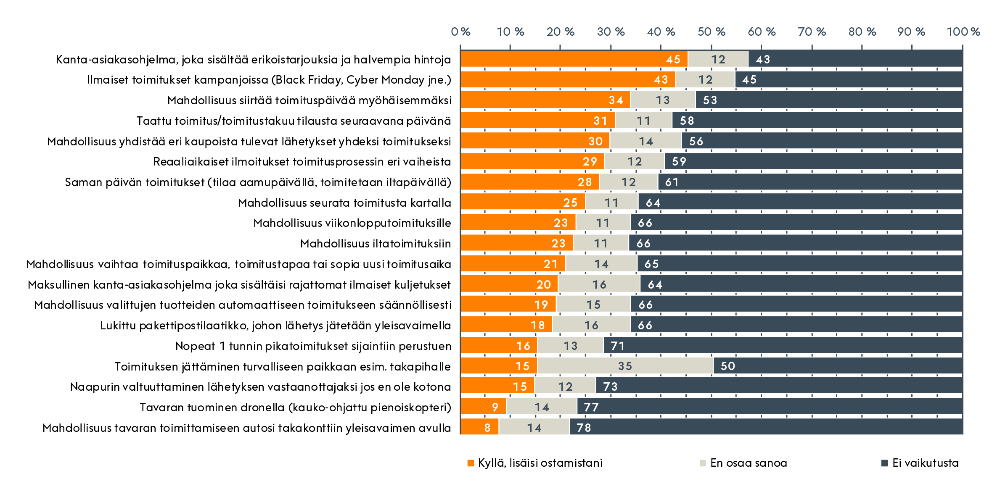 0 % 10 % 20 % 30 % 40 % 50 % 60 % 70 % 80 % 90 % 100 %
Kanta-asiakasohjelma, joka sisältää erikoistarjouksia ja halvempia hintoja 45 12 43
Ilmaiset toimitukset kampanjoissa (Black Friday, Cyber Monday jne.) 43 12 45
Mahdollisuus siirtää toimituspäivää myöhäisemmäksi 34 13 53
Taattu toimitus/toimitustakuu tilausta seuraavana päivänä 31 11 58
Mahdollisuus yhdistää eri kaupoista tulevat lähetykset yhdeksi toimitukseksi 30 14 56
Reaaliaikaiset ilmoitukset toimitusprosessin eri vaiheista 29 12 59
Saman päivän toimitukset (tilaa aamupäivällä, toimitetaan iltapäivällä) 28 12 61
Mahdollisuus seurata toimitusta kartalla 25 11 64
Mahdollisuus viikonlopputoimituksille 23 11 66
Mahdollisuus iltatoimituksiin 23 11 66
Mahdollisuus vaihtaa toimituspaikkaa, toimitustapaa tai sopia uusi toimitusaika 21 14 65
Maksullinen kanta-asiakasohjelma joka sisältäisi rajattomat ilmaiset kuljetukset 20 16 64
Mahdollisuus valittujen tuotteiden automaattiseen toimitukseen säännöllisesti 19 15 66
Lukittu pakettipostilaatikko, johon lähetys jätetään yleisavaimella 18 16 66
Nopeat 1 tunnin pikatoimitukset sijaintiin perustuen 16 13 71
Toimituksen jättäminen turvalliseen paikkaan esim. takapihalle 15 35 50
Naapurin valtuuttaminen lähetyksen vastaanottajaksi jos en ole kotona 15 12 73
Tavaran tuominen dronella (kauko-ohjattu pienoiskopteri) 9 14 77
Mahdollisuus tavaran toimittamiseen autosi takakonttiin yleisavaimen avulla 8 14 78
Kyllä, lisäisi ostamistani En osaa sanoa Ei vaikutusta